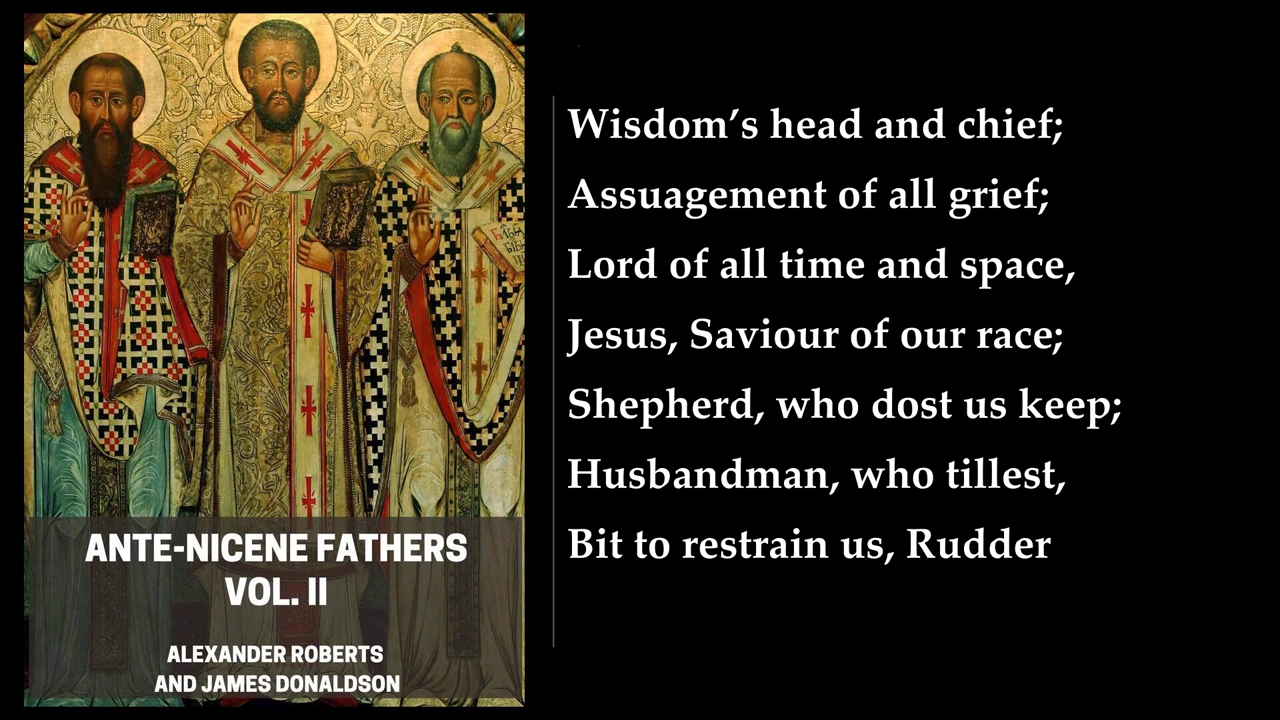 Wisdom’s head and chief;
Assuagement of all grief;
Lord of all time and space,
Jesus, Saviour of our race;
Shepherd, who dost us keep;
Husbandman, who tillest,
Bit to restrain us, Rudder
ANTE-NICENE FATHERS
VOL. II
ALEXANDER ROBERTS
AND JAMES DONALDSON